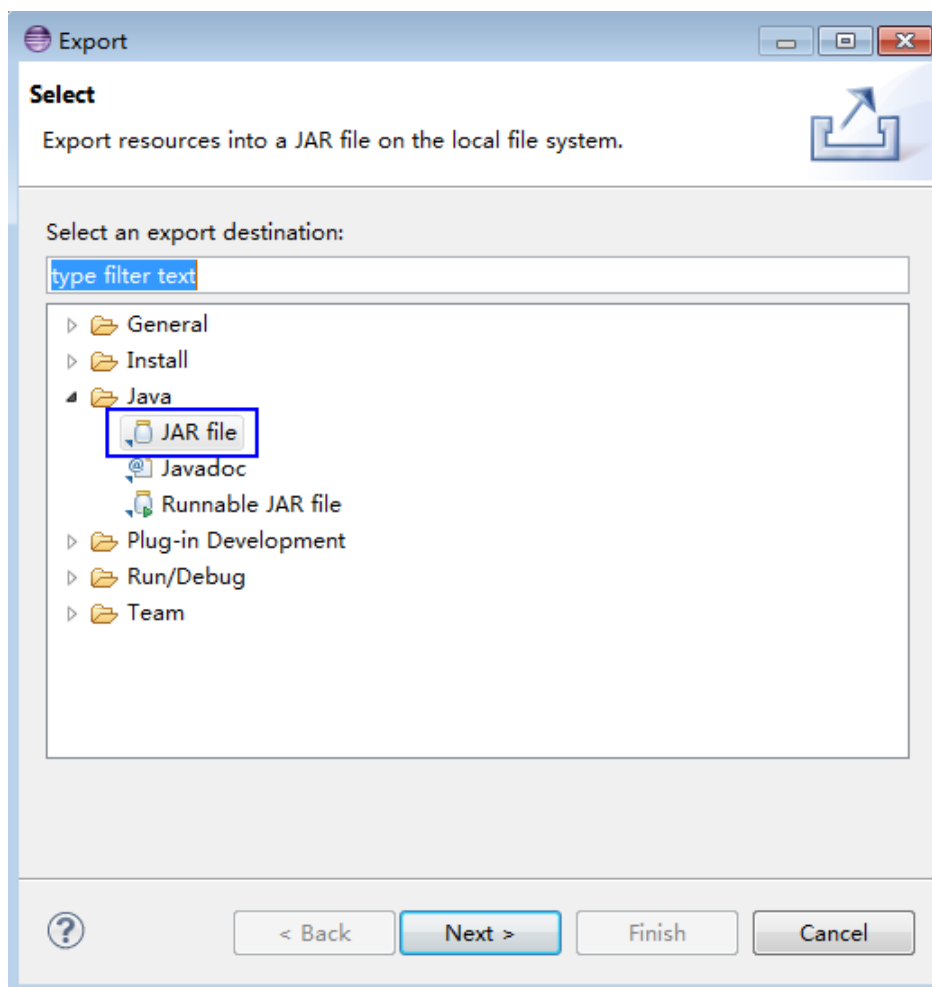 Export
Select
Export resources into a JAR file on the local file system.
Select an export destination:
type filter text
General
Install
Java
JAR file
Javadoc
Runnable JAR file
Plug-in Development
Run/Debug
Team
? < Back Next > Finish Cancel